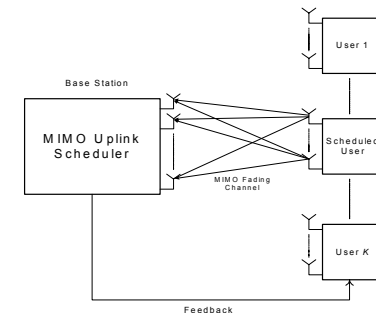 User 1
Base Station
MIMO Uplink
Scheduler
Scheduled
User
MIMO Fading
Channel
User K
Feedback